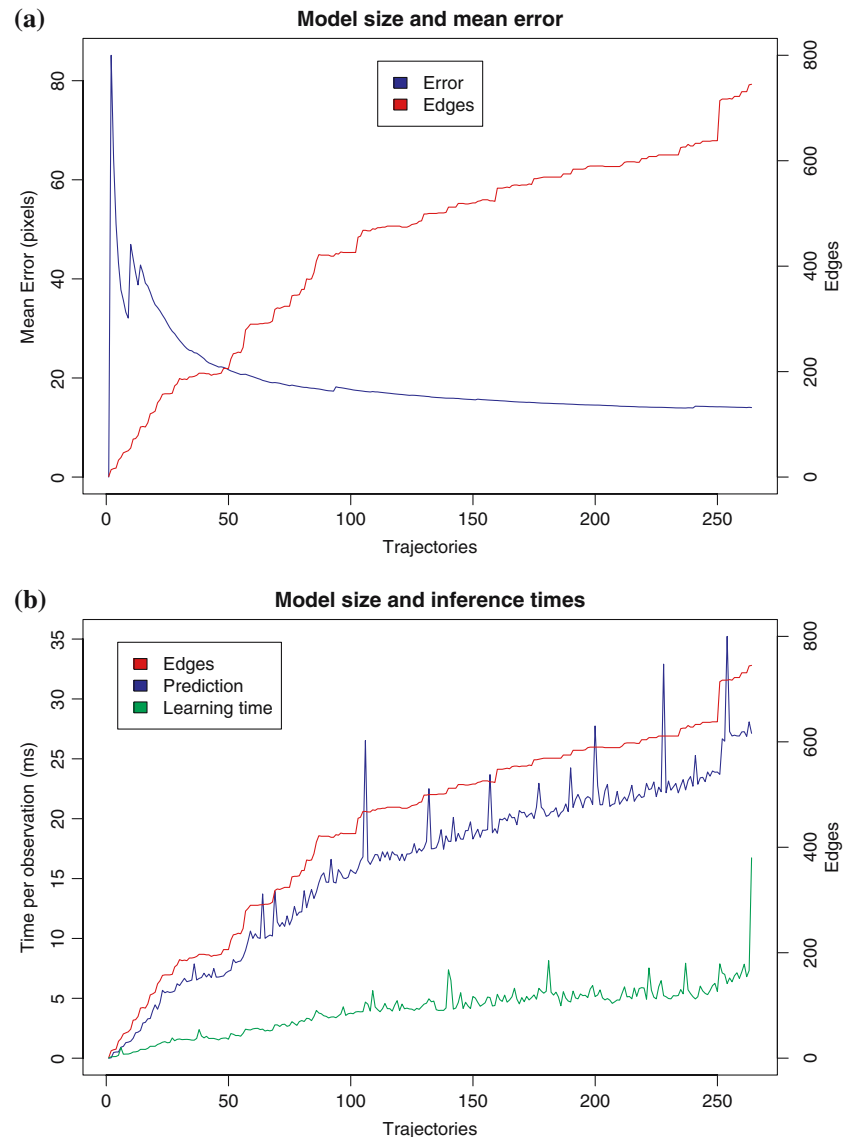 (a)
Model size and mean error
Error
Edges
Mean Error (pixels)
0 20 40 60 80
0 200 400 600 800
Edges
0 50 100 150 200 250
Trajectories
(b)
Model size and inference times
Edges
Prediction
Learning time
Time per observation (ms)
0 5 10 15 20 25 30 35
0 200 400 600 800
Edges
0 50 100 150 200 250
Trajectories